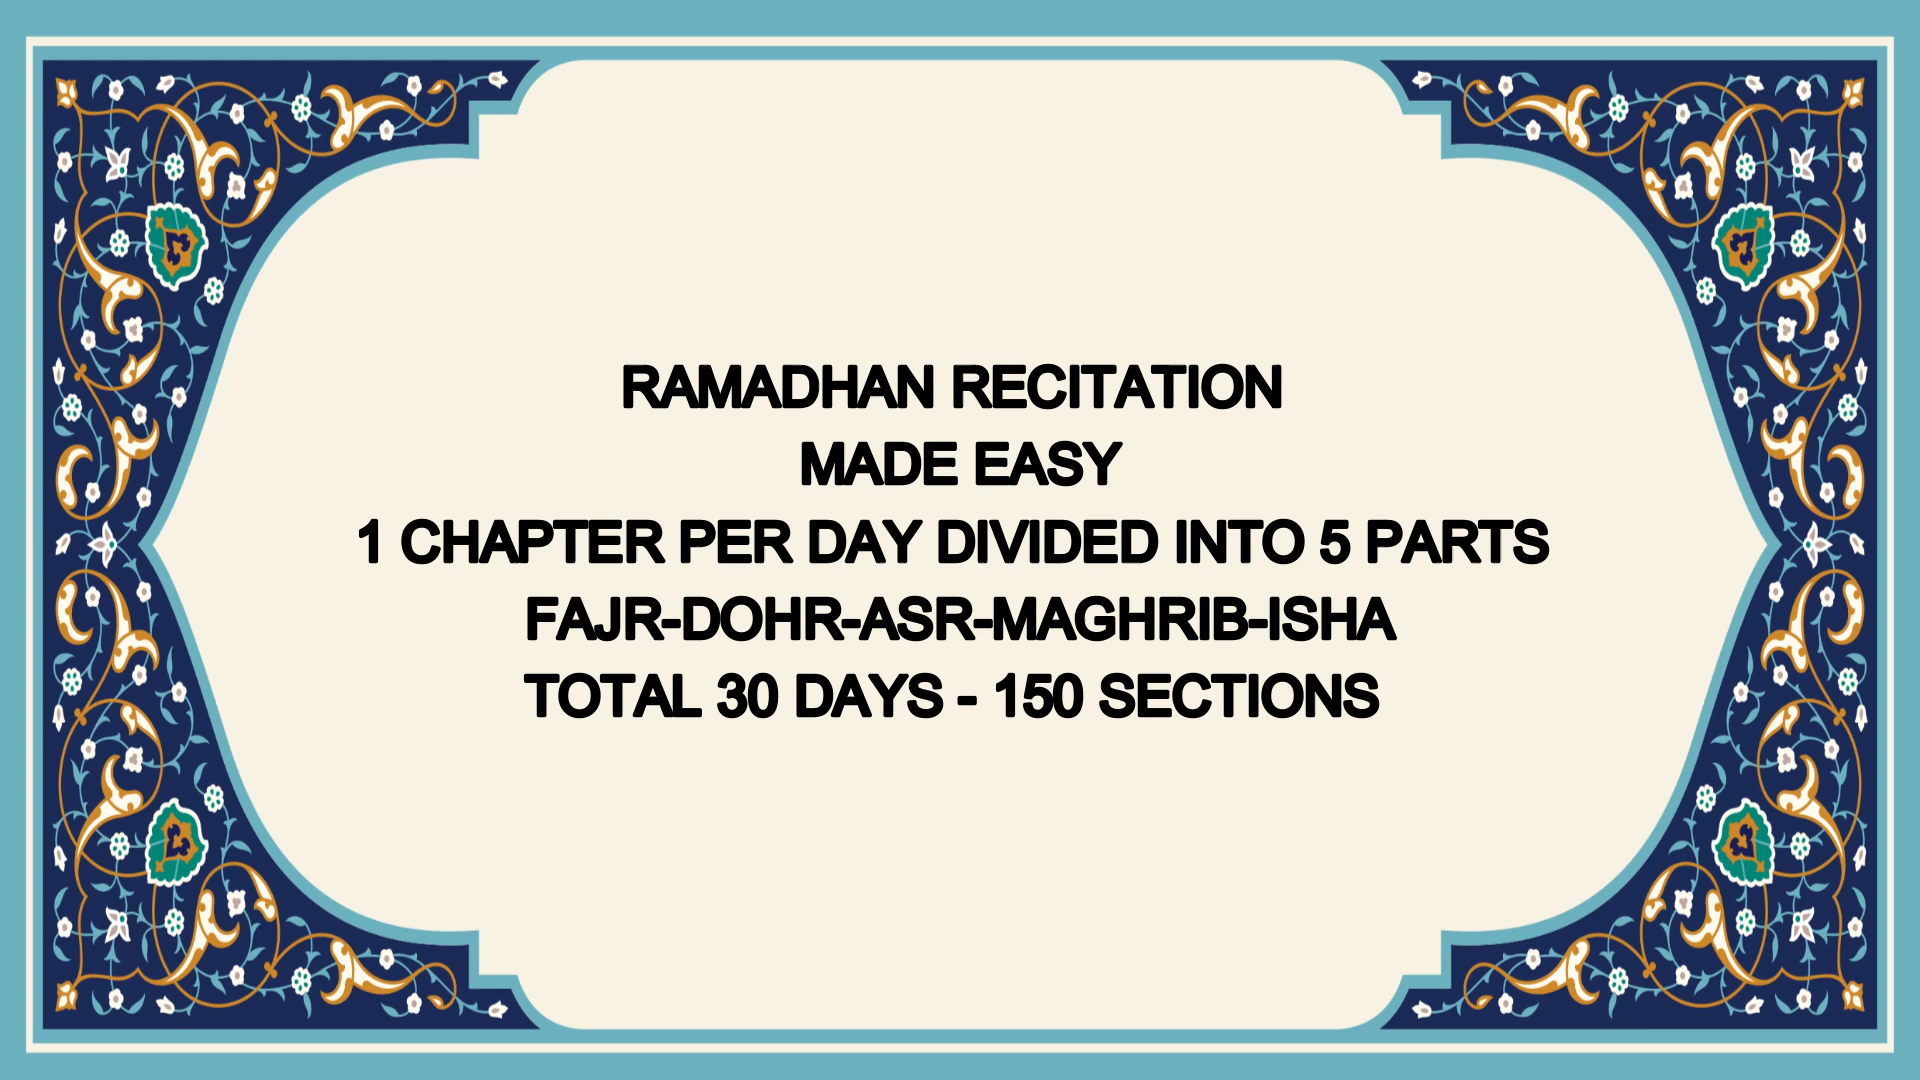 RAMADHAN RECITATION
MADE EASY
1 CHAPTER PER DAY DIVIDED INTO 5 PARTS
FAJR-DOHR-ASR-MAGHRIB-ISHA
TOTAL 30 DAYS - 150 SECTIONS